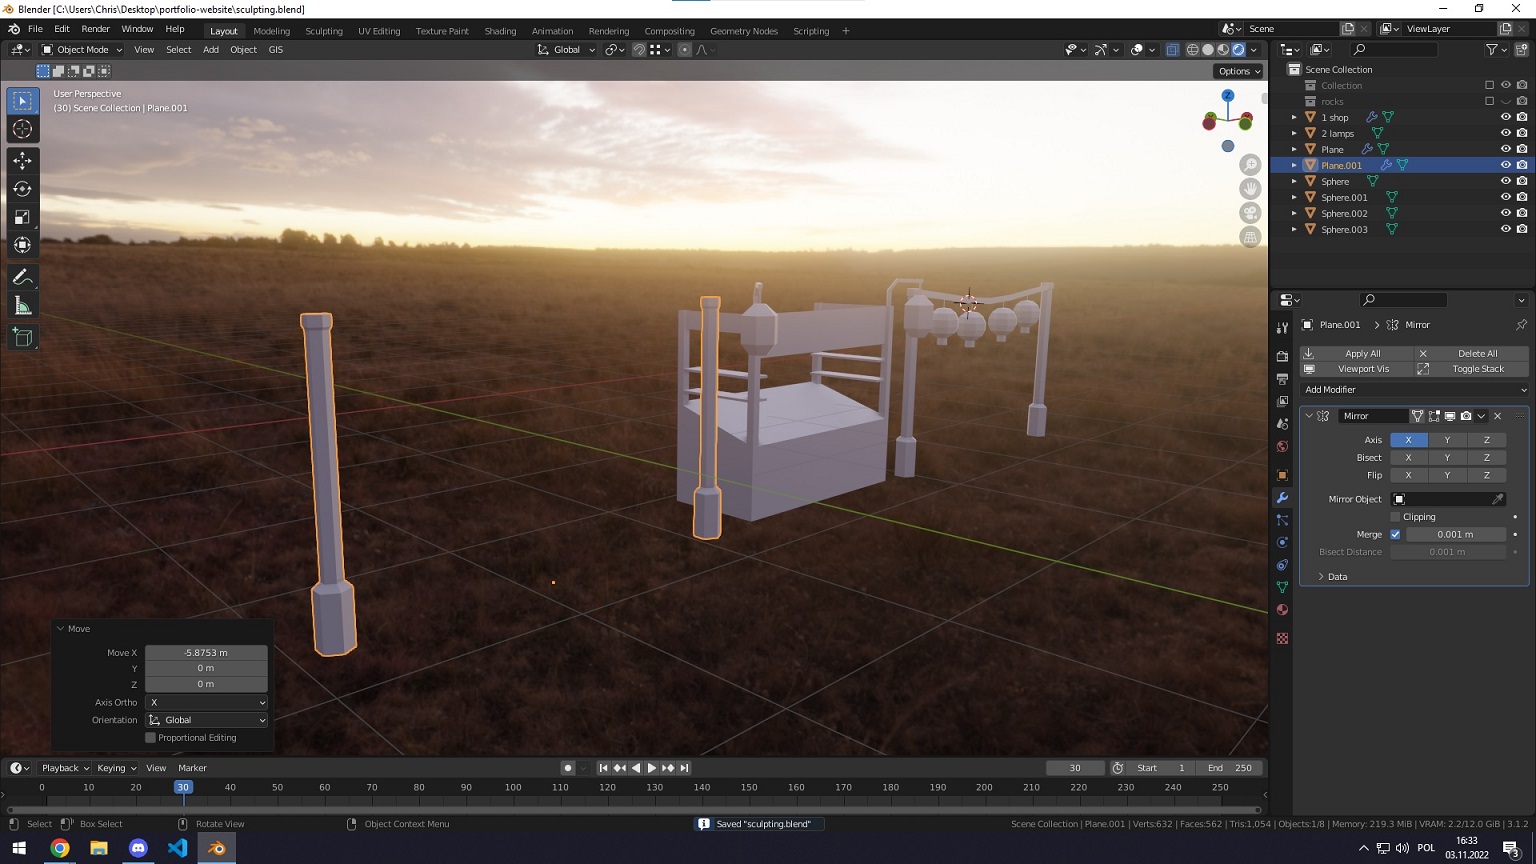 Blender [C:\Users\Chris\Desktop\portfolio-website\sculpting.blend]
File Edit Render Window Help Layout Modeling Sculpting UV Editing Texture Paint Shading Animation Rendering Compositing Geometry Nodes Scripting + Scene ViewLayer
Object Mode View Select Add Object GIS Global
Options
User Perspective
(30) Scene Collection | Plane.001
Z
Scene Collection
Collection
rocks
1 shop
2 lamps
Plane
Plane.001
Sphere
Sphere.001
Sphere.002
Sphere.003
Plane.001 > Mirror
Apply All Delete All
Viewport Vis Toggle Stack
Add Modifier
Mirror
Axis X Y Z
Bisect X Y Z
Flip X Y Z
Mirror Object
Clipping
Merge 0.001 m
Bisect Distance 0.001 m
Data
Move
Move X -5.8753 m
Y 0 m
Z 0 m
Axis Ortho X
Orientation Global
Proportional Editing
Playback Keying View Marker 30 Start 1 End 250
0 10 20 30 40 50 60 70 80 90 100 110 120 130 140 150 160 170 180 190 200 210 220 230 240 250
Select Box Select Rotate View Object Context Menu Saved "sculpting.blend" Scene Collection | Plane.001 | Verts:632 | Faces:562 | Tris:1,054 | Objects:1/8 | Memory: 219.3 MiB | VRAM: 2.2/12.0 GiB | 3.1.2
POL 16:33
03.11.2022
3